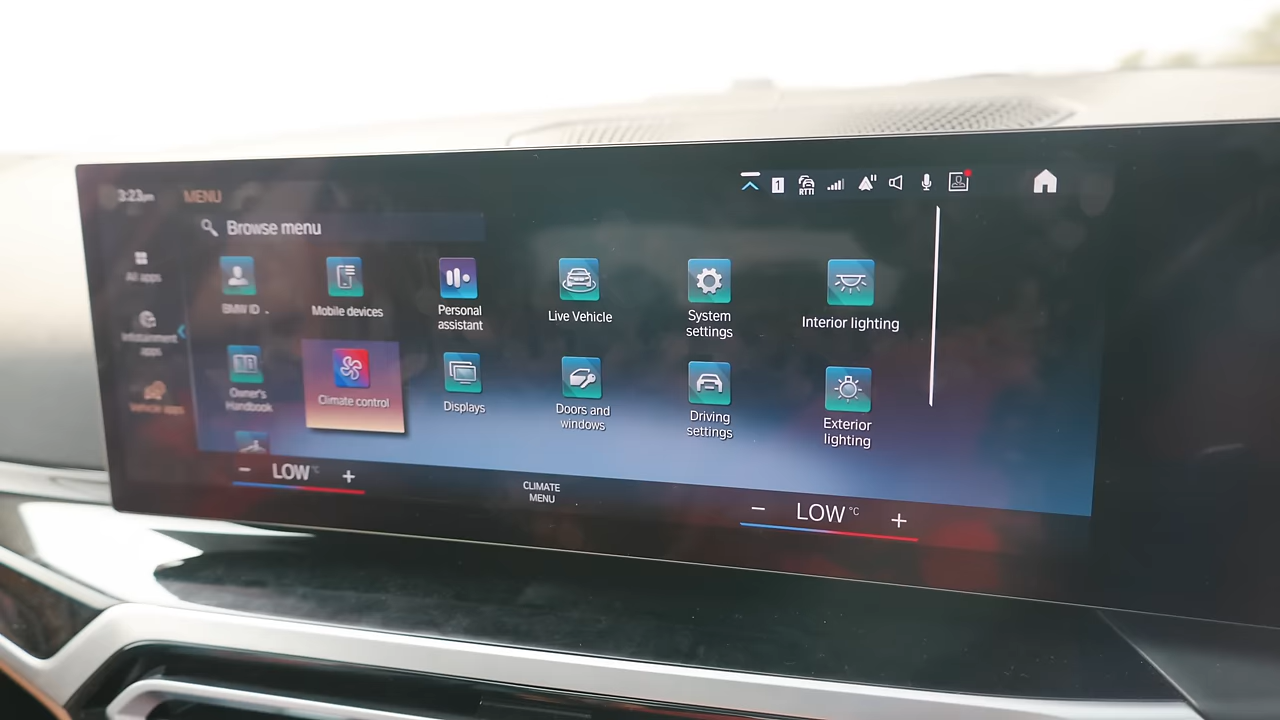 3:23pm
MENU
1
RTTI
Browse menu
All apps
Infotainment
apps
Vehicle apps
BMW ID
Mobile devices
Personal
assistant
Live Vehicle
System
settings
Interior lighting
Owner's
Handbook
Climate control
Displays
Doors and
windows
Driving
settings
Exterior
lighting
− LOW °C +
CLIMATE
MENU
− LOW °C +